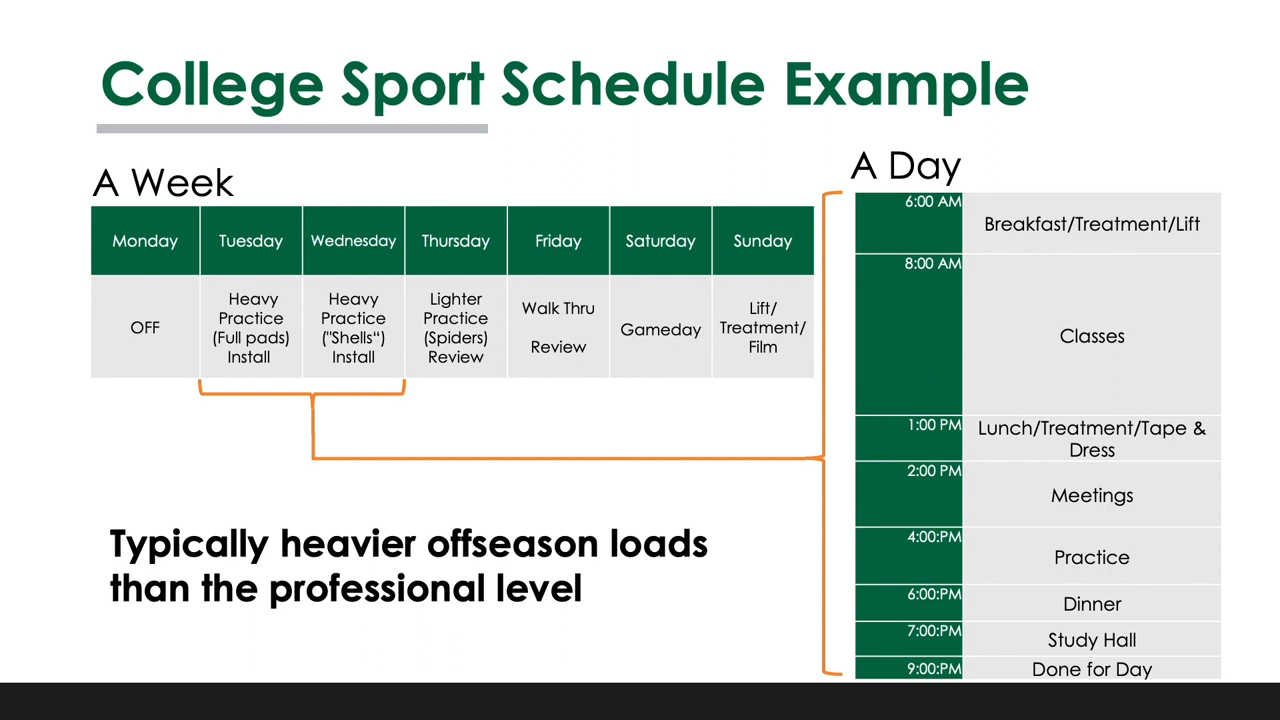 College Sport Schedule Example
A Week
Monday
Tuesday
Wednesday
Thursday
Friday
Saturday
Sunday
OFF
Heavy
Practice
(Full pads)
Install
Heavy
Practice
("Shells“)
Install
Lighter
Practice
(Spiders)
Review
Walk Thru
Review
Gameday
Lift/
Treatment/
Film
Typically heavier offseason loads
than the professional level
A Day
6:00 AM
Breakfast/Treatment/Lift
8:00 AM
Classes
1:00 PM
Lunch/Treatment/Tape &
Dress
2:00 PM
Meetings
4:00:PM
Practice
6:00:PM
Dinner
7:00:PM
Study Hall
9:00:PM
Done for Day